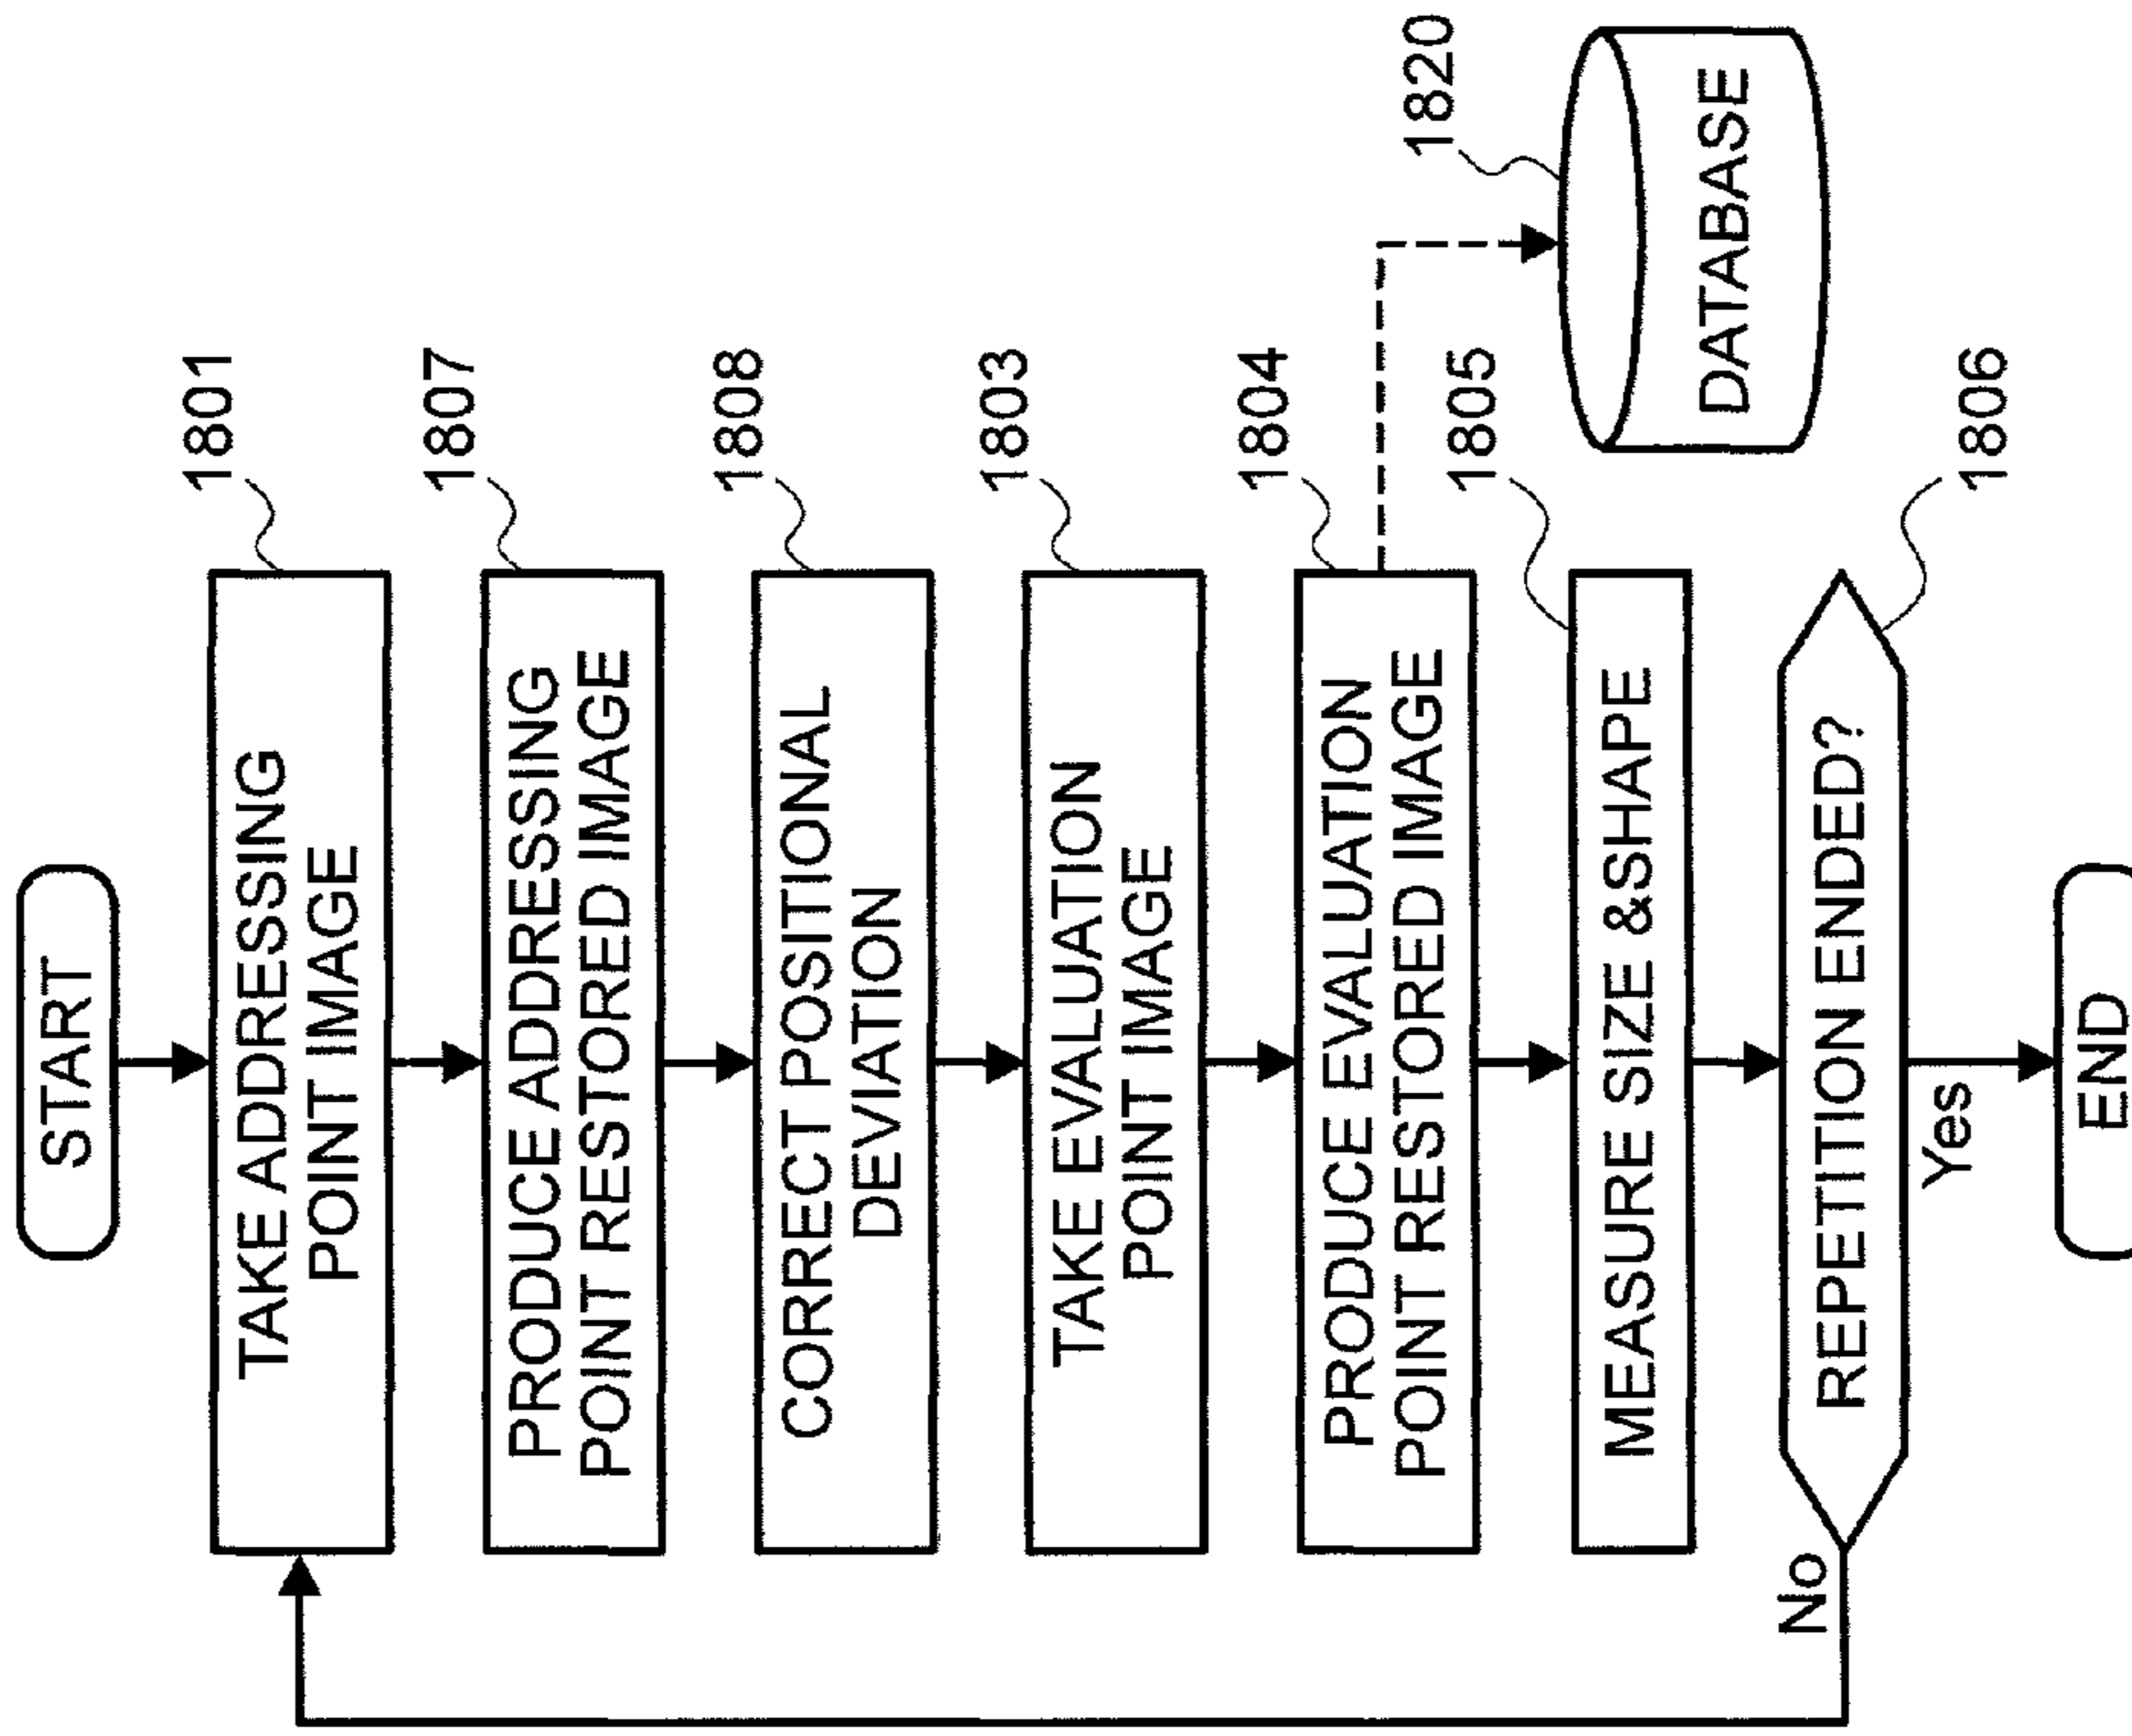 START
1801
TAKE ADDRESSING
POINT IMAGE
1807
PRODUCE ADDRESSING
POINT RESTORED IMAGE
1808
CORRECT POSITIONAL
DEVIATION
1803
TAKE EVALUATION
POINT IMAGE
1804
PRODUCE EVALUATION
POINT RESTORED IMAGE
1820
DATABASE
1805
MEASURE SIZE &SHAPE
1806
REPETITION ENDED?
No
Yes
END